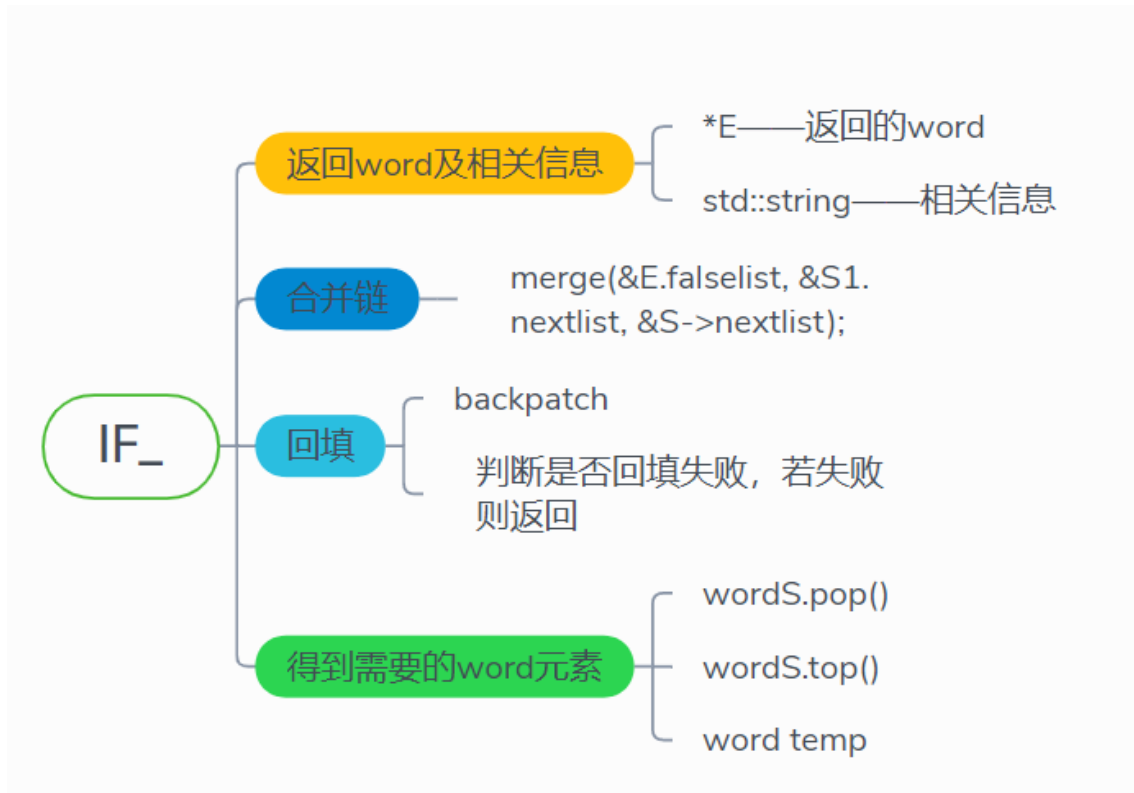 IF_
返回word及相关信息
*E——返回的word
std::string——相关信息
合并链
merge(&E.falselist, &S1.
nextlist, &S->nextlist);
回填
backpatch
判断是否回填失败，若失败
则返回
得到需要的word元素
wordS.pop()
wordS.top()
word temp